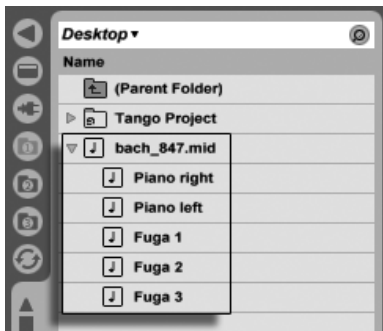 Desktop
Name
(Parent Folder)
Tango Project
bach_847.mid
Piano right
Piano left
Fuga 1
Fuga 2
Fuga 3